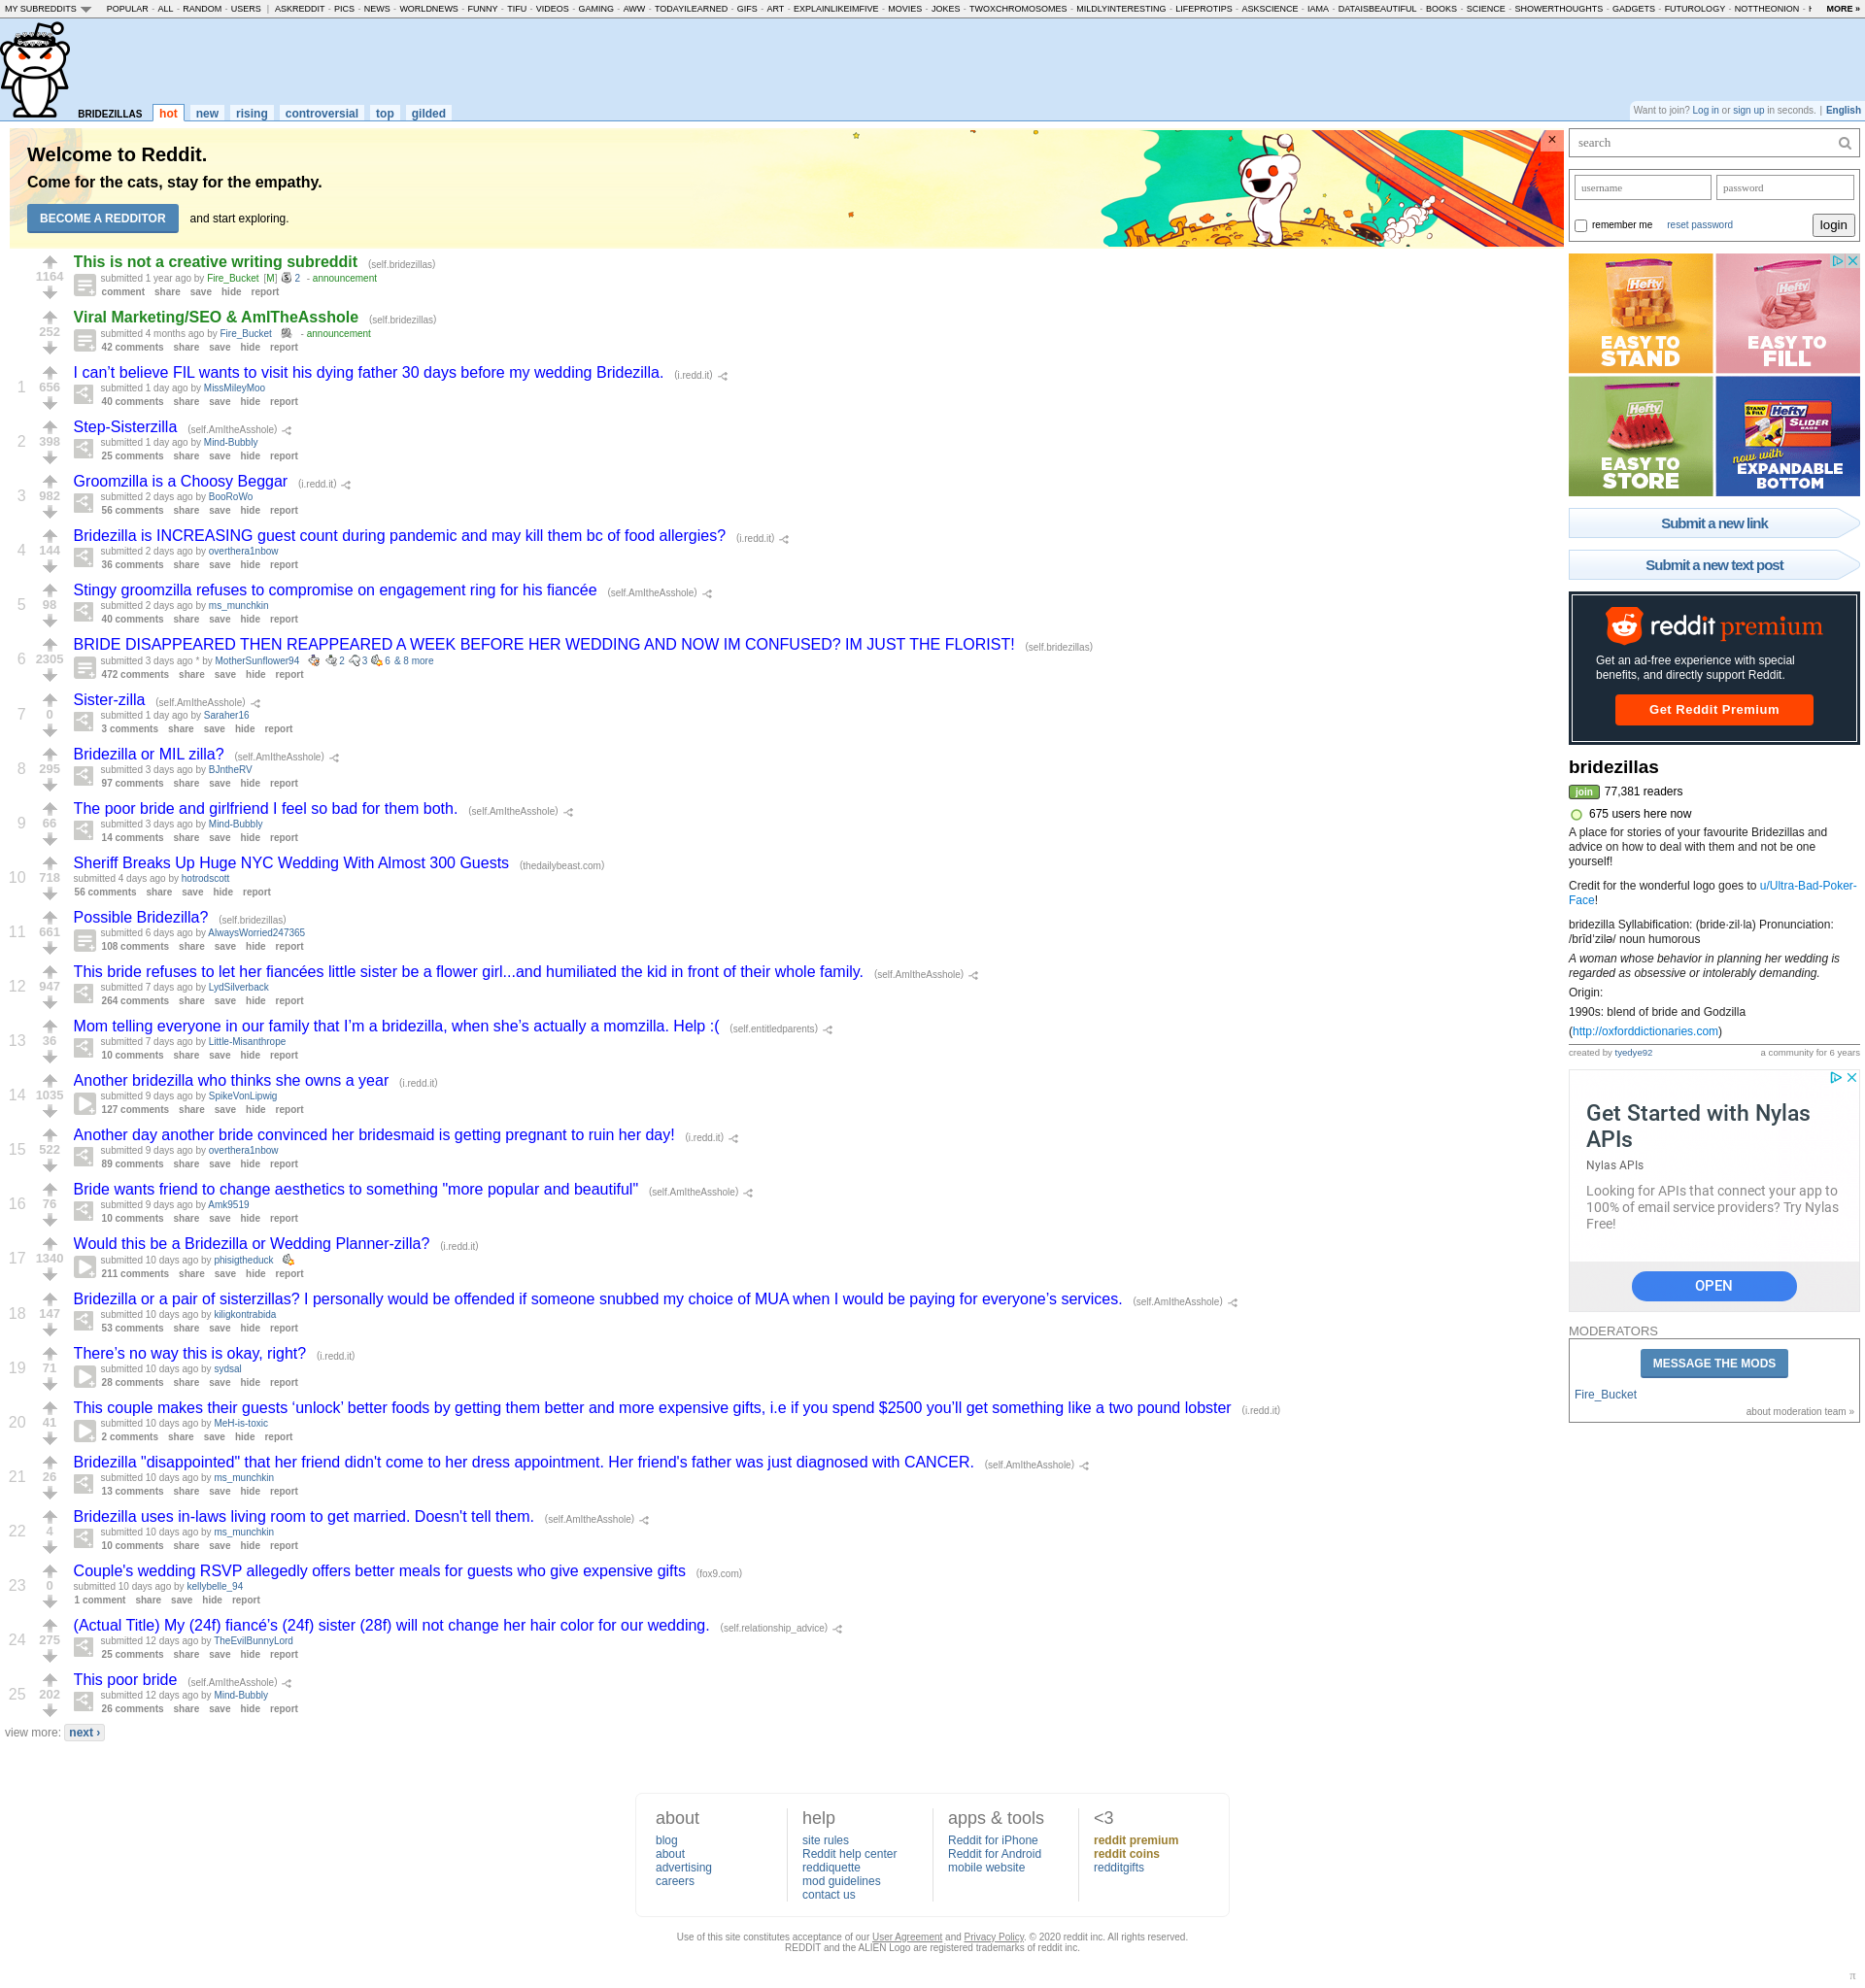 MY SUBREDDITS POPULAR - ALL - RANDOM - USERS | ASKREDDIT - PICS - NEWS - WORLDNEWS - FUNNY - TIFU - VIDEOS - GAMING - AWW - TODAYILEARNED - GIFS - ART - EXPLAINLIKEIMFIVE - MOVIES - JOKES - TWOXCHROMOSOMES - MILDLYINTERESTING - LIFEPROTIPS - ASKSCIENCE - IAMA - DATAISBEAUTIFUL - BOOKS - SCIENCE - SHOWERTHOUGHTS - GADGETS - FUTUROLOGY - NOTTHEONION - MORE »
BRIDEZILLAS hot new rising controversial top gilded
Want to join? Log in or sign up in seconds. | English
Welcome to Reddit.
Come for the cats, stay for the empathy.
BECOME A REDDITOR and start exploring.
×
1164
This is not a creative writing subreddit (self.bridezillas)
submitted 1 year ago by Fire_Bucket [M] 2 - announcement
comment share save hide report
252
Viral Marketing/SEO & AmITheAsshole (self.bridezillas)
submitted 4 months ago by Fire_Bucket - announcement
42 comments share save hide report
1 656
I can’t believe FIL wants to visit his dying father 30 days before my wedding Bridezilla. (i.redd.it)
submitted 1 day ago by MissMileyMoo
40 comments share save hide report
2 398
Step-Sisterzilla (self.AmItheAsshole)
submitted 1 day ago by Mind-Bubbly
25 comments share save hide report
3 982
Groomzilla is a Choosy Beggar (i.redd.it)
submitted 2 days ago by BooRoWo
56 comments share save hide report
4 144
Bridezilla is INCREASING guest count during pandemic and may kill them bc of food allergies? (i.redd.it)
submitted 2 days ago by overthera1nbow
36 comments share save hide report
5 98
Stingy groomzilla refuses to compromise on engagement ring for his fiancée (self.AmItheAsshole)
submitted 2 days ago by ms_munchkin
40 comments share save hide report
6 2305
BRIDE DISAPPEARED THEN REAPPEARED A WEEK BEFORE HER WEDDING AND NOW IM CONFUSED? IM JUST THE FLORIST! (self.bridezillas)
submitted 3 days ago * by MotherSunflower94 2 3 6 & 8 more
472 comments share save hide report
7 0
Sister-zilla (self.AmItheAsshole)
submitted 1 day ago by Saraher16
3 comments share save hide report
8 295
Bridezilla or MIL zilla? (self.AmItheAsshole)
submitted 3 days ago by BJntheRV
97 comments share save hide report
9 66
The poor bride and girlfriend I feel so bad for them both. (self.AmItheAsshole)
submitted 3 days ago by Mind-Bubbly
14 comments share save hide report
10 718
Sheriff Breaks Up Huge NYC Wedding With Almost 300 Guests (thedailybeast.com)
submitted 4 days ago by hotrodscott
56 comments share save hide report
11 661
Possible Bridezilla? (self.bridezillas)
submitted 6 days ago by AlwaysWorried247365
108 comments share save hide report
12 947
This bride refuses to let her fiancées little sister be a flower girl...and humiliated the kid in front of their whole family. (self.AmItheAsshole)
submitted 7 days ago by LydSilverback
264 comments share save hide report
13 36
Mom telling everyone in our family that I’m a bridezilla, when she’s actually a momzilla. Help :( (self.entitledparents)
submitted 7 days ago by Little-Misanthrope
10 comments share save hide report
14 1035
Another bridezilla who thinks she owns a year (i.redd.it)
submitted 9 days ago by SpikeVonLipwig
127 comments share save hide report
15 522
Another day another bride convinced her bridesmaid is getting pregnant to ruin her day! (i.redd.it)
submitted 9 days ago by overthera1nbow
89 comments share save hide report
16 76
Bride wants friend to change aesthetics to something "more popular and beautiful" (self.AmItheAsshole)
submitted 9 days ago by Amk9519
10 comments share save hide report
17 1340
Would this be a Bridezilla or Wedding Planner-zilla? (i.redd.it)
submitted 10 days ago by phisigtheduck
211 comments share save hide report
18 147
Bridezilla or a pair of sisterzillas? I personally would be offended if someone snubbed my choice of MUA when I would be paying for everyone’s services. (self.AmItheAsshole)
submitted 10 days ago by kiligkontrabida
53 comments share save hide report
19 71
There’s no way this is okay, right? (i.redd.it)
submitted 10 days ago by sydsal
28 comments share save hide report
20 41
This couple makes their guests ‘unlock’ better foods by getting them better and more expensive gifts, i.e if you spend $2500 you’ll get something like a two pound lobster (i.redd.it)
submitted 10 days ago by MeH-is-toxic
2 comments share save hide report
21 26
Bridezilla "disappointed" that her friend didn't come to her dress appointment. Her friend's father was just diagnosed with CANCER. (self.AmItheAsshole)
submitted 10 days ago by ms_munchkin
13 comments share save hide report
22 4
Bridezilla uses in-laws living room to get married. Doesn't tell them. (self.AmItheAsshole)
submitted 10 days ago by ms_munchkin
10 comments share save hide report
23 0
Couple's wedding RSVP allegedly offers better meals for guests who give expensive gifts (fox9.com)
submitted 10 days ago by kellybelle_94
1 comment share save hide report
24 275
(Actual Title) My (24f) fiancé’s (24f) sister (28f) will not change her hair color for our wedding. (self.relationship_advice)
submitted 12 days ago by TheEvilBunnyLord
25 comments share save hide report
25 202
This poor bride (self.AmItheAsshole)
submitted 12 days ago by Mind-Bubbly
26 comments share save hide report
view more: next ›
search
username password
remember me reset password login
Hefty EASY TO STAND
Hefty EASY TO FILL
Hefty EASY TO STORE
STAND & FILL Hefty SLIDER BAGS
now with EXPANDABLE BOTTOM
Submit a new link
Submit a new text post
reddit premium
Get an ad-free experience with special
benefits, and directly support Reddit.
Get Reddit Premium
bridezillas
join 77,381 readers
675 users here now
A place for stories of your favourite Bridezillas and
advice on how to deal with them and not be one
yourself!
Credit for the wonderful logo goes to u/Ultra-Bad-Poker-
Face!
bridezilla Syllabification: (bride·zil·la) Pronunciation:
/brīdˈzilə/ noun humorous
A woman whose behavior in planning her wedding is
regarded as obsessive or intolerably demanding.
Origin:
1990s: blend of bride and Godzilla
(http://oxforddictionaries.com)
created by tyedye92 a community for 6 years
Get Started with Nylas
APIs
Nylas APIs
Looking for APIs that connect your app to
100% of email service providers? Try Nylas
Free!
OPEN
MODERATORS
MESSAGE THE MODS
Fire_Bucket
about moderation team »
about
blog
about
advertising
careers
help
site rules
Reddit help center
reddiquette
mod guidelines
contact us
apps & tools
Reddit for iPhone
Reddit for Android
mobile website
<3
reddit premium
reddit coins
redditgifts
Use of this site constitutes acceptance of our User Agreement and Privacy Policy. © 2020 reddit inc. All rights reserved.
REDDIT and the ALIEN Logo are registered trademarks of reddit inc.
π